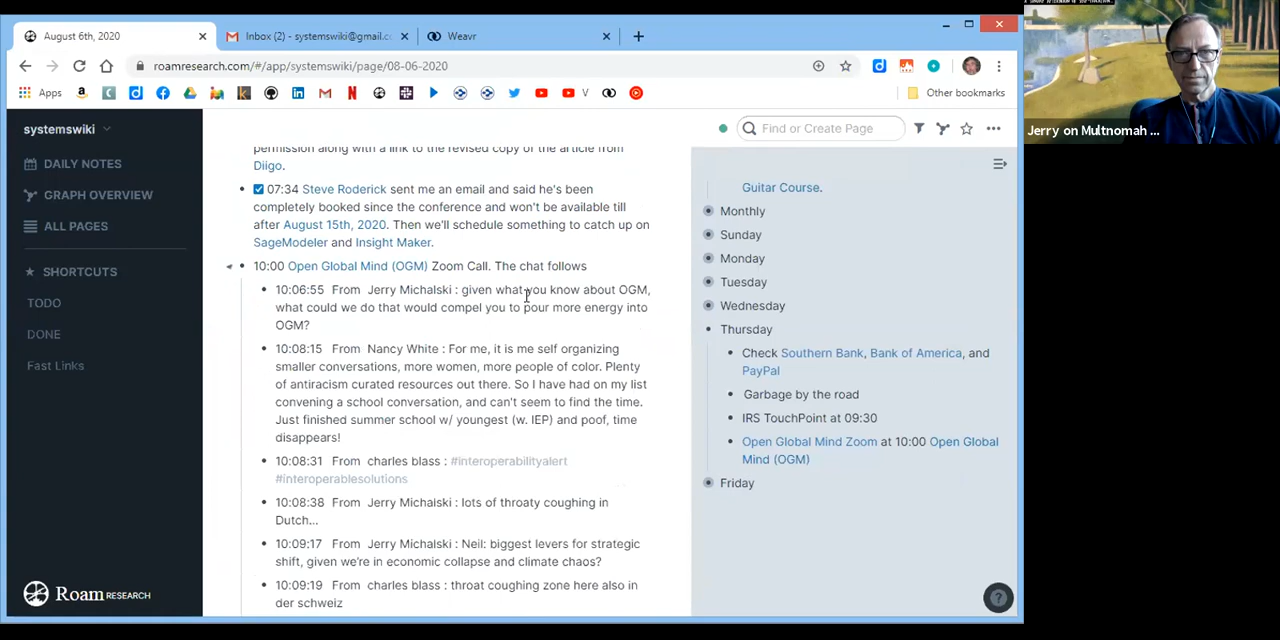 August 6th, 2020
Inbox (2) - systemswiki@gmail.co
Weavr
roamresearch.com/#/app/systemswiki/page/08-06-2020
Apps
V
Other bookmarks
systemswiki
DAILY NOTES
GRAPH OVERVIEW
ALL PAGES
SHORTCUTS
TODO
DONE
Fast Links
Roam RESEARCH
Find or Create Page
permission along with a link to the revised copy of the article from
Diigo.
07:34 Steve Roderick sent me an email and said he's been
completely booked since the conference and won't be available till
after August 15th, 2020. Then we'll schedule something to catch up on
SageModeler and Insight Maker.
10:00 Open Global Mind (OGM) Zoom Call. The chat follows
10:06:55 From Jerry Michalski : given what you know about OGM,
what could we do that would compel you to pour more energy into
OGM?
10:08:15 From Nancy White : For me, it is me self organizing
smaller conversations, more women, more people of color. Plenty
of antiracism curated resources out there. So I have had on my list
convening a school conversation, and can't seem to find the time.
Just finished summer school w/ youngest (w. IEP) and poof, time
disappears!
10:08:31 From charles blass : #interoperabilityalert
#interoperablesolutions
10:08:38 From Jerry Michalski : lots of throaty coughing in
Dutch...
10:09:17 From Jerry Michalski : Neil: biggest levers for strategic
shift, given we're in economic collapse and climate chaos?
10:09:19 From charles blass : throat coughing zone here also in
der schweiz
Guitar Course.
Monthly
Sunday
Monday
Tuesday
Wednesday
Thursday
Check Southern Bank, Bank of America, and
PayPal
Garbage by the road
IRS TouchPoint at 09:30
Open Global Mind Zoom at 10:00 Open Global
Mind (OGM)
Friday
Jerry on Multnomah ...